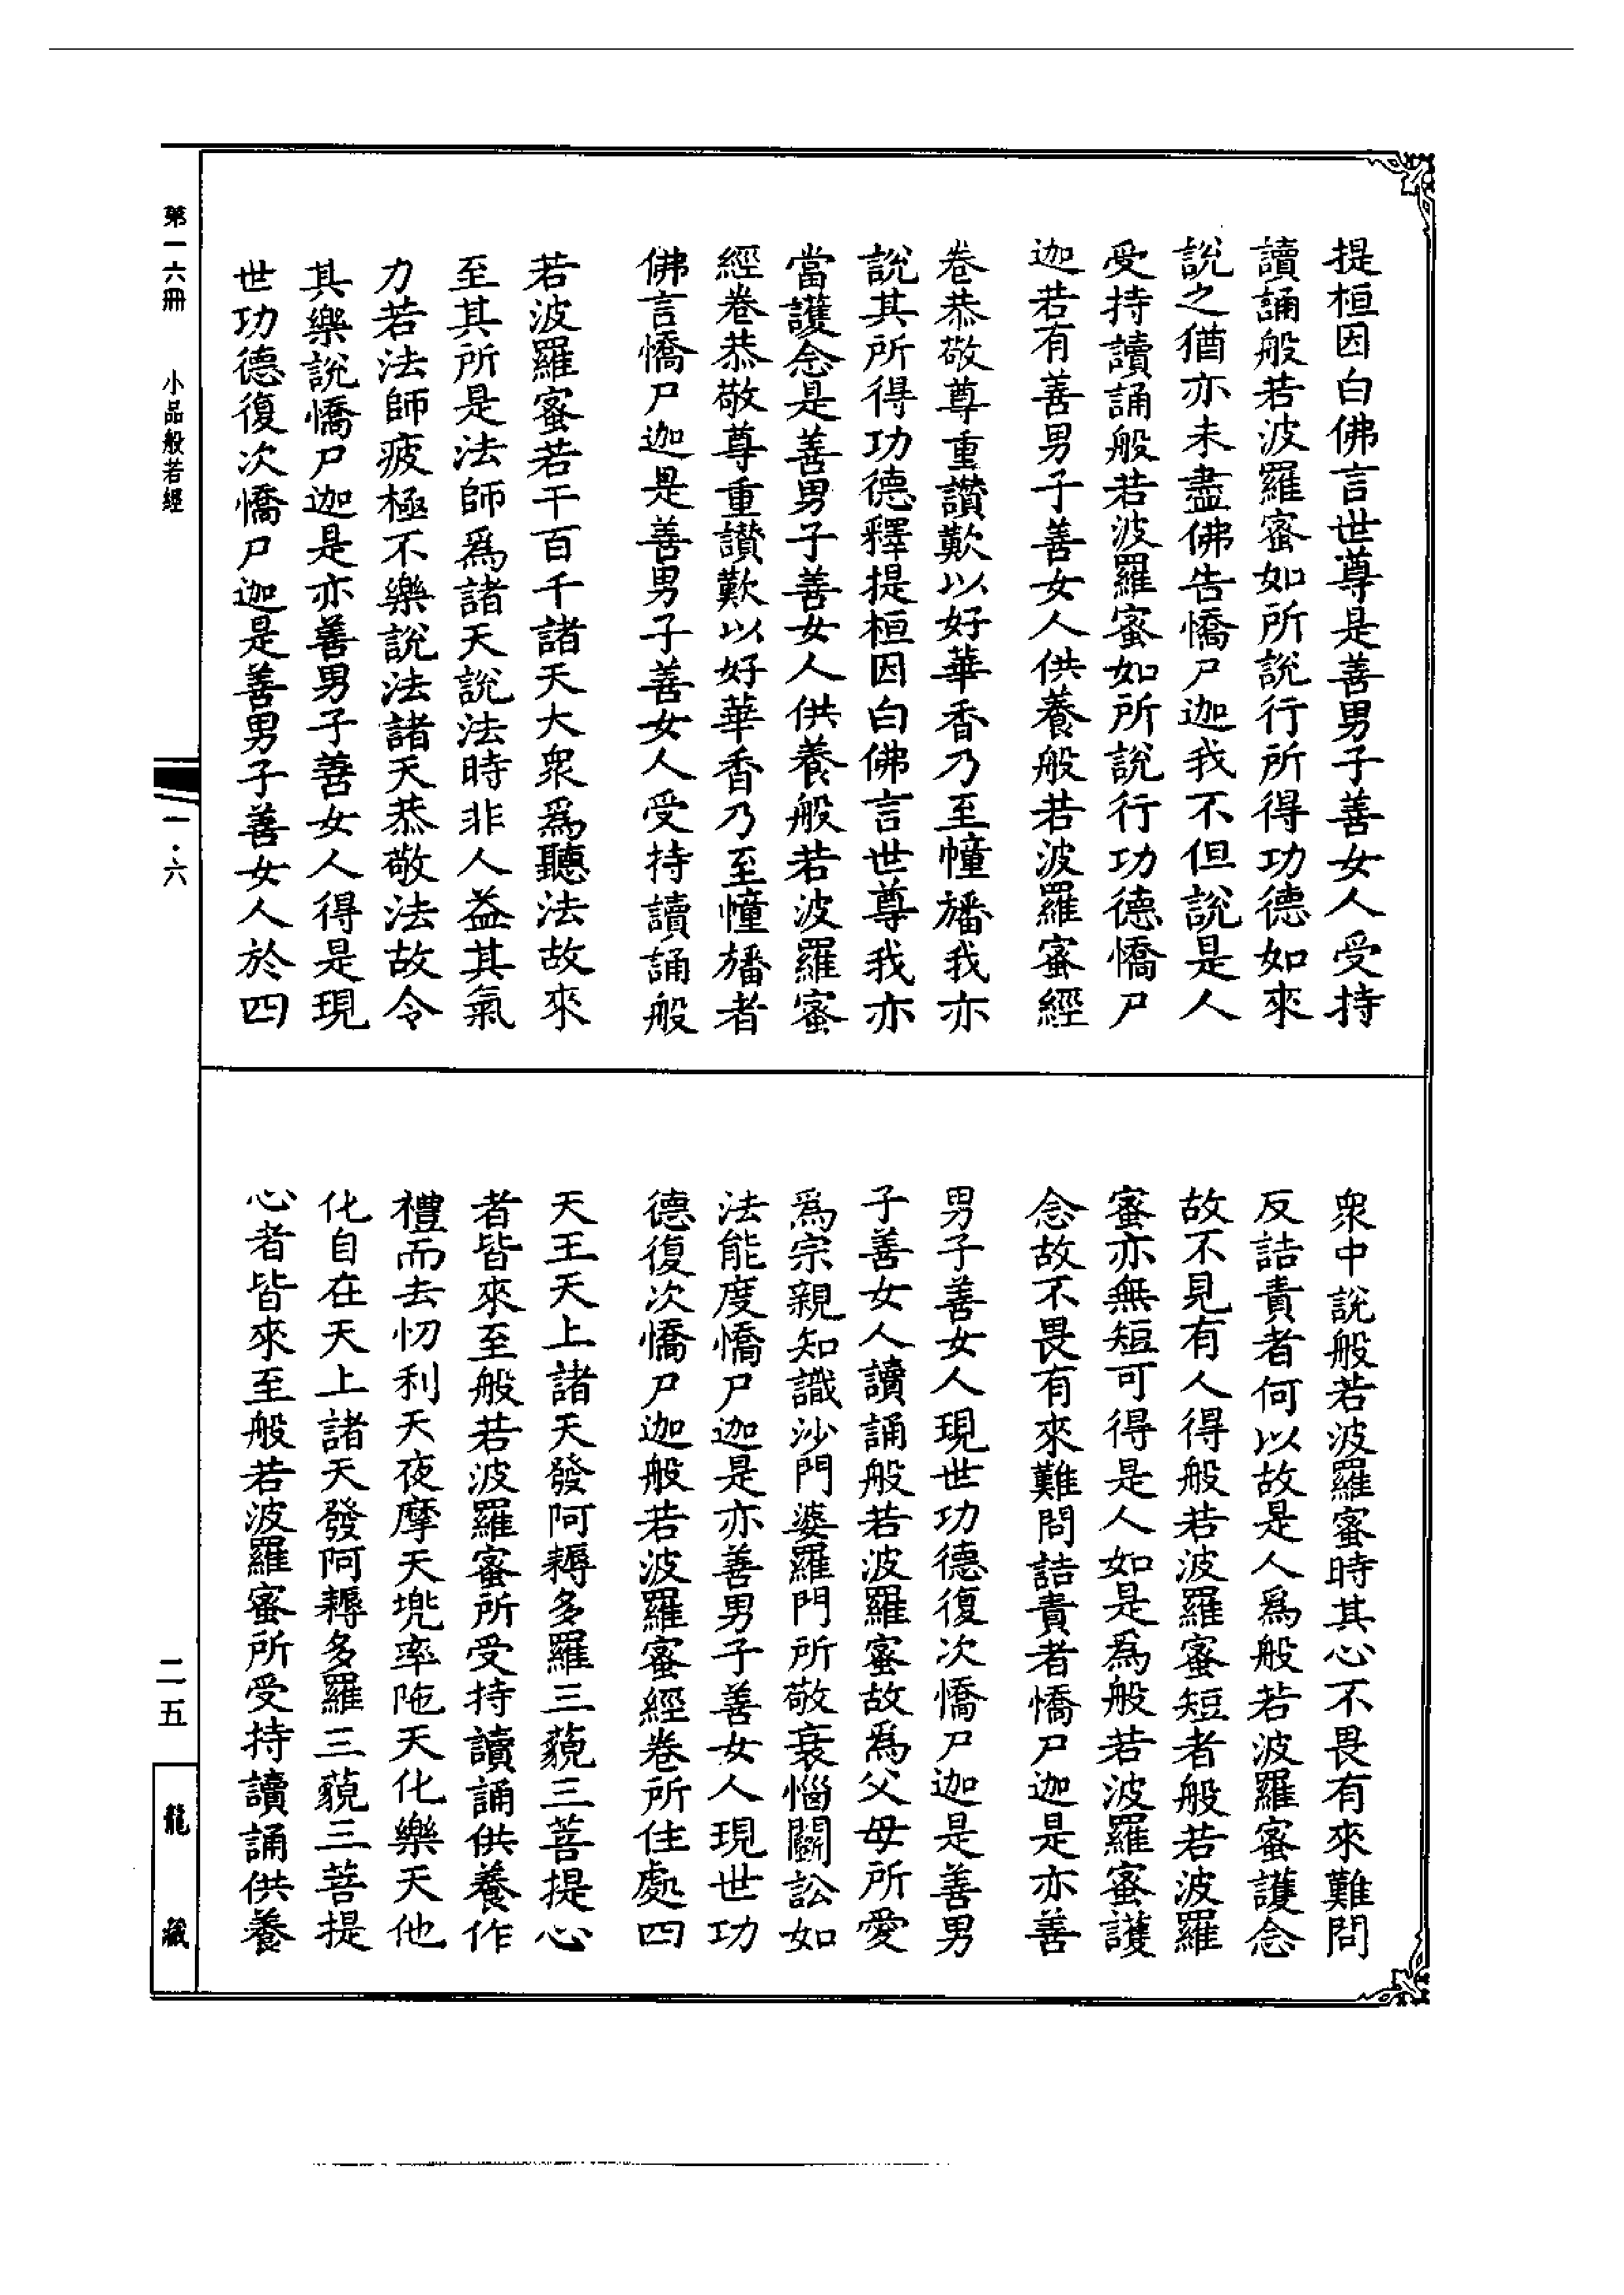 提桓因白佛言世尊是善男子善女人受持
讀誦般若波羅蜜如所說行所得功德如來
說之猶亦未盡佛告憍尸迦我不但說是人
受持讀誦般若波羅蜜如所說行功德憍尸
迦若有善男子善女人供養般若波羅蜜經
卷恭敬尊重讚歎以好華香乃至幢旛我亦
說其所得功德釋提桓因白佛言世尊我亦
當護念是善男子善女人供養般若波羅蜜
經卷恭敬尊重讚歎以好華香乃至幢旛者
佛言憍尸迦是善男子善女人受持讀誦般
若波羅蜜若干百千諸天大衆爲聽法故來
至其所是法師爲諸天說法時非人益其氣
力若法師疲極不樂說法諸天恭敬法故令
其樂說憍尸迦是亦善男子善女人得是現
世功德復次憍尸迦是善男子善女人於四
衆中說般若波羅蜜時其心不畏有來難問
反詰責者何以故是人爲般若波羅蜜護念
故不見有人得般若波羅蜜短者般若波羅
蜜亦無短可得是人如是爲般若波羅蜜護
念故不畏有來難問詰責者憍尸迦是亦善
男子善女人現世功德復次憍尸迦是善男
子善女人讀誦般若波羅蜜故爲父母所愛
爲宗親知識沙門婆羅門所敬衰惱鬬訟如
法能度憍尸迦是亦善男子善女人現世功
德復次憍尸迦般若波羅蜜經卷所住處四
天王天上諸天發阿耨多羅三藐三菩提心
者皆來至般若波羅蜜所受持讀誦供養作
禮而去忉利天夜摩天兜率陁天化樂天他
化自在天上諸天發阿耨多羅三藐三菩提
心者皆來至般若波羅蜜所受持讀誦供養
第一六冊 小品般若經 一·六 二五 龍藏